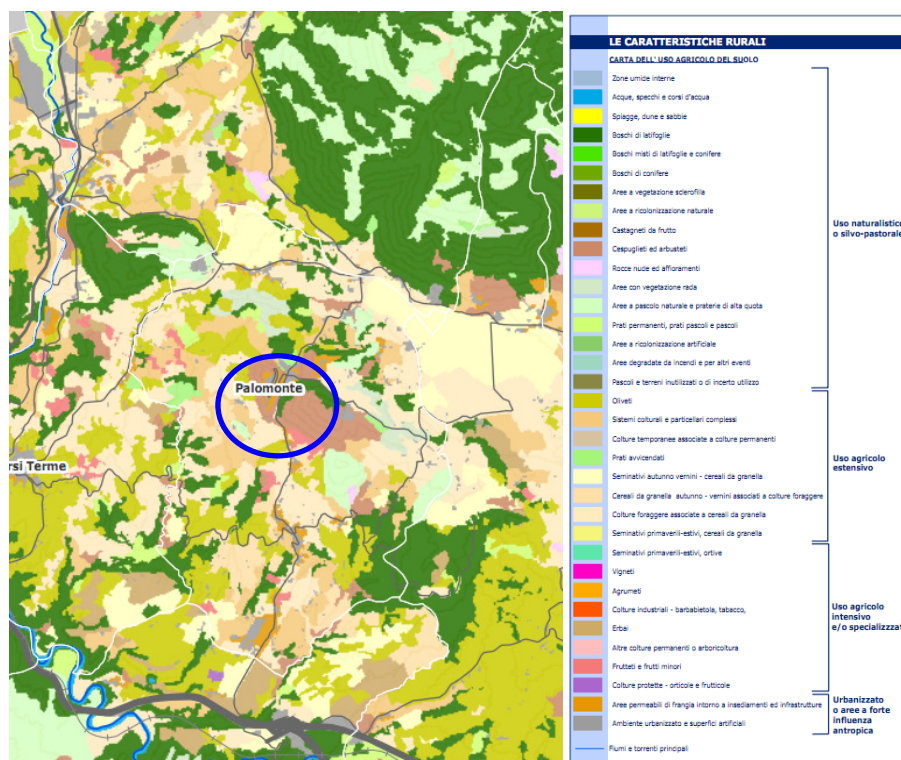 Palomonte
rsi Terme
LE CARATTERISTICHE RURALI
CARTA DELL' USO AGRICOLO DEL SUOLO
Zone umide interne
Acque, specchi e corsi d'acqua
Spiagge, dune e sabbie
Boschi di latifoglie
Boschi misti di latifoglie e conifere
Boschi di conifere
Aree a vegetazione sclerofilla
Aree a ricolonizzazione naturale
Castagneti da frutto
Cespuglieti ed arbusteti
Rocce nude ed affioramenti
Aree con vegetazione rada
Aree a pascolo naturale e praterie di alta quota
Prati permanenti, prati pascoli e pascoli
Aree a ricolonizzazione artificiale
Aree degradate da incendi e per altri eventi
Pascoli e terreni inutilizzati o di incerto utilizzo
Uso naturalistico
o silvo-pastorale
Oliveti
Sistemi colturali e particellari complessi
Colture temporanee associate a colture permanenti
Prati avvicendati
Seminativi autunno vernini - cereali da granella
Cereali da granella autunno - vernini associati a colture foraggere
Colture foraggere associate a cereali da granella
Seminativi primaverili-estivi, cereali da granella
Uso agricolo
estensivo
Seminativi primaverili-estivi, ortive
Vigneti
Agrumeti
Colture industriali - barbabietola, tabacco,
Erbai
Altre colture permanenti o arboricoltura
Frutteti e frutti minori
Colture protette - orticole e frutticole
Uso agricolo
intensivo
e/o specializzat
Aree permeabili di frangia intorno a insediamenti ed infrastrutture
Ambiente urbanizzato e superfici artificiali
Urbanizzato
o aree a forte
influenza
antropica
Fiumi e torrenti principali